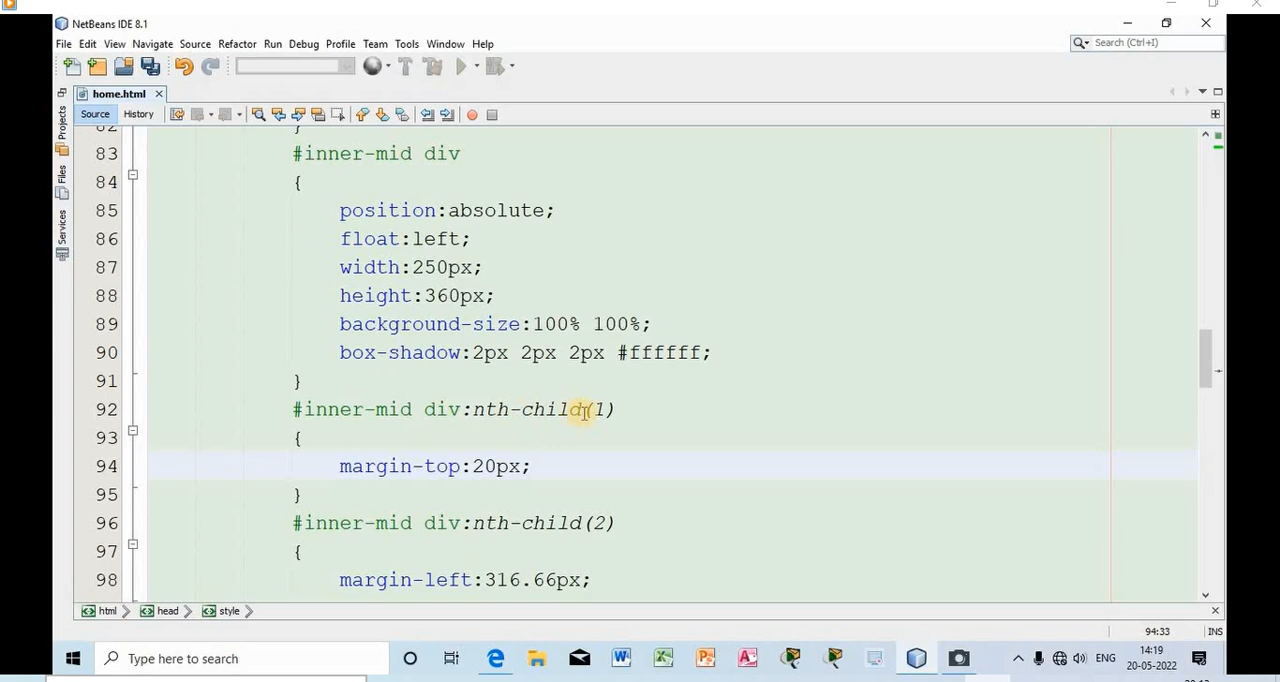 NetBeans IDE 8.1
File Edit View Navigate Source Refactor Run Debug Profile Team Tools Window Help
Search (Ctrl+I)
home.html
Source History
Projects
Files
Services
82 }
83 #inner-mid div
84 {
85 position:absolute;
86 float:left;
87 width:250px;
88 height:360px;
89 background-size:100% 100%;
90 box-shadow:2px 2px 2px #ffffff;
91 }
92 #inner-mid div:nth-child(1)
93 {
94 margin-top:20px;
95 }
96 #inner-mid div:nth-child(2)
97 {
98 margin-left:316.66px;
html head style
94:33 INS
Type here to search
ENG
14:19
20-05-2022